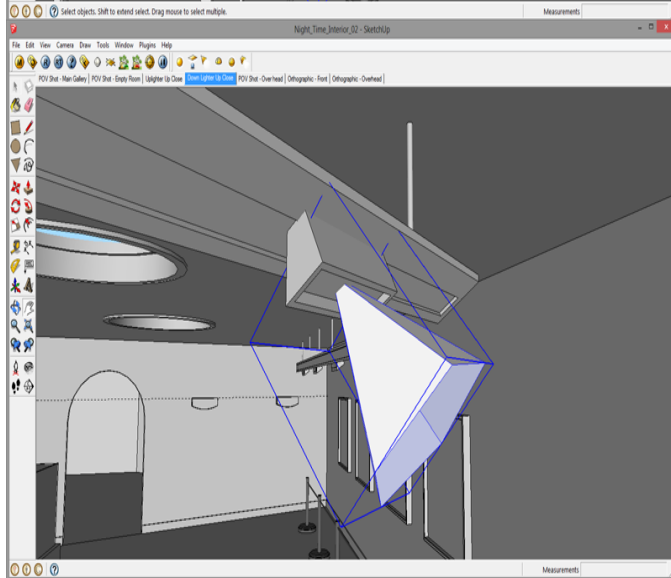 Select objects. Shift to extend select. Drag mouse to select multiple. Measurements
Night_Time_Interior_02 - SketchUp
File Edit View Camera Draw Tools Window Plugins Help
POV Shot - Main Gallery POV Shot - Empty Room Uplighter Up Close Down Lighter Up Close POV Shot - Over head Orthographic - Front Orthographic - Overhead
Measurements